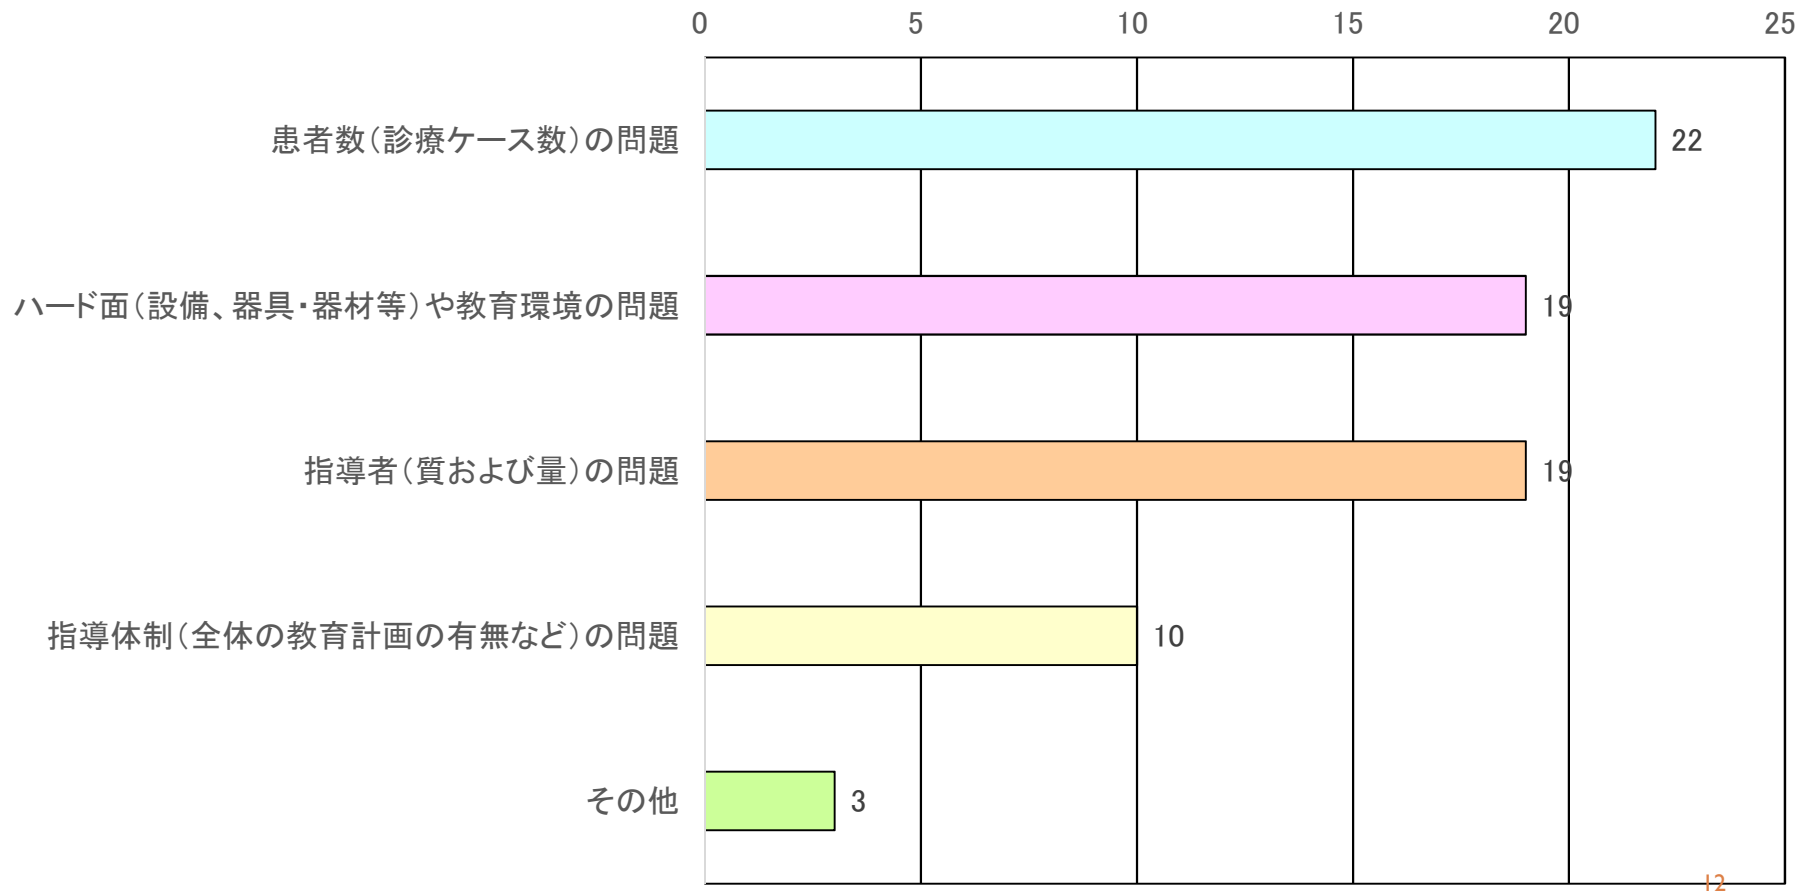 0 5 10 15 20 25
患者数（診療ケース数）の問題 22
ハード面（設備、器具・器材等）や教育環境の問題 19
指導者（質および量）の問題 19
指導体制（全体の教育計画の有無など）の問題 10
その他 3
12